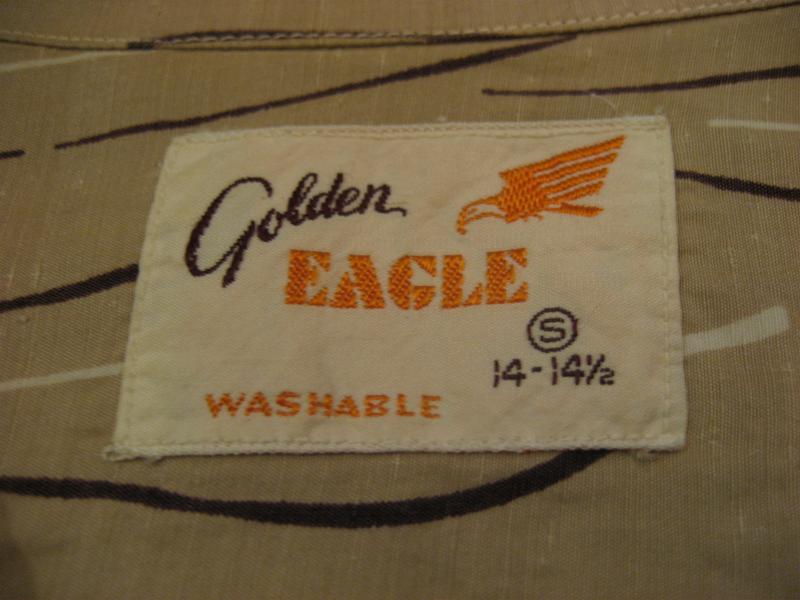 Golden
EAGLE
S
14-14½
WASHABLE